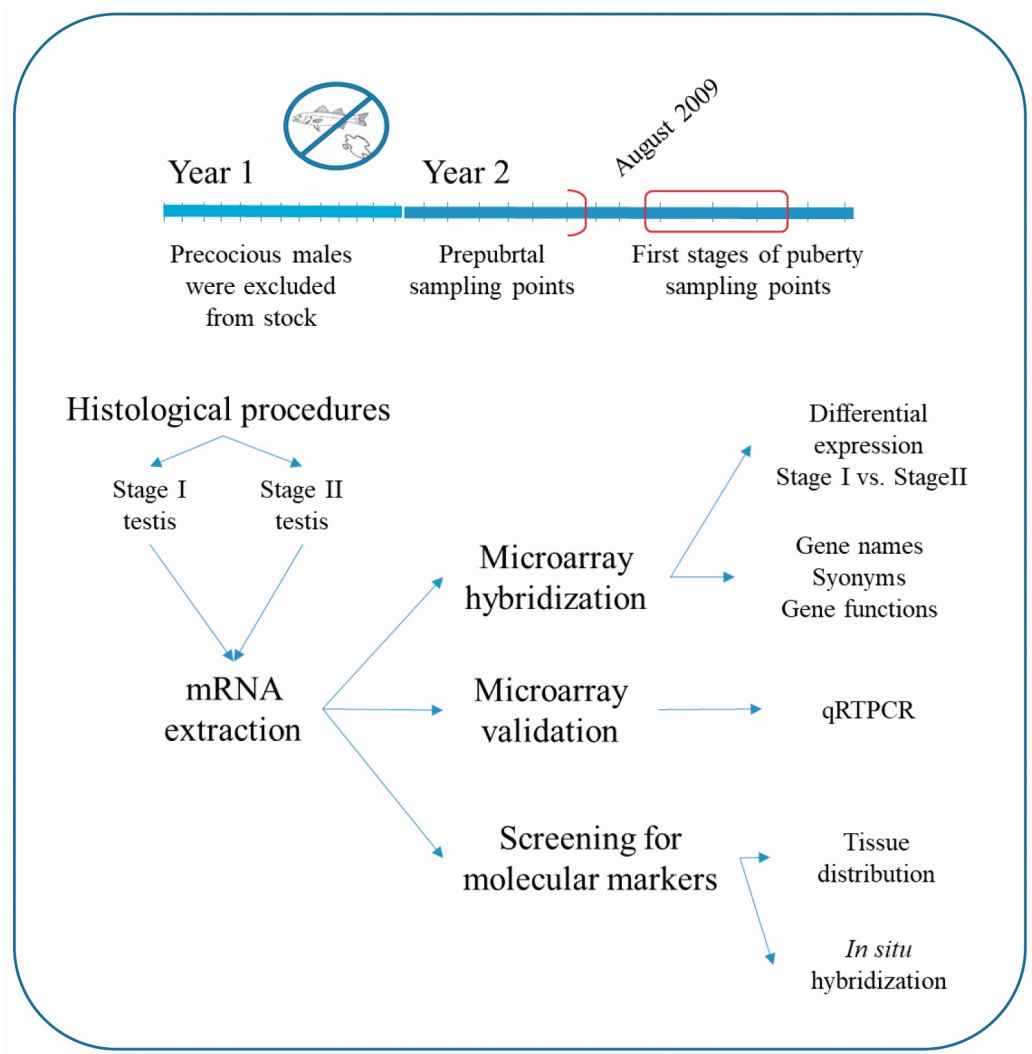 August 2009
Year 1
Year 2
Precocious males
were excluded
from stock
Prepubrtal
sampling points
First stages of puberty
sampling points
Histological procedures
Stage I
testis
Stage II
testis
mRNA
extraction
Microarray
hybridization
Differential
expression
Stage I vs. StageII
Gene names
Synonyms
Gene functions
Microarray
validation
qRTPCR
Screening for
molecular markers
Tissue
distribution
In situ
hybridization